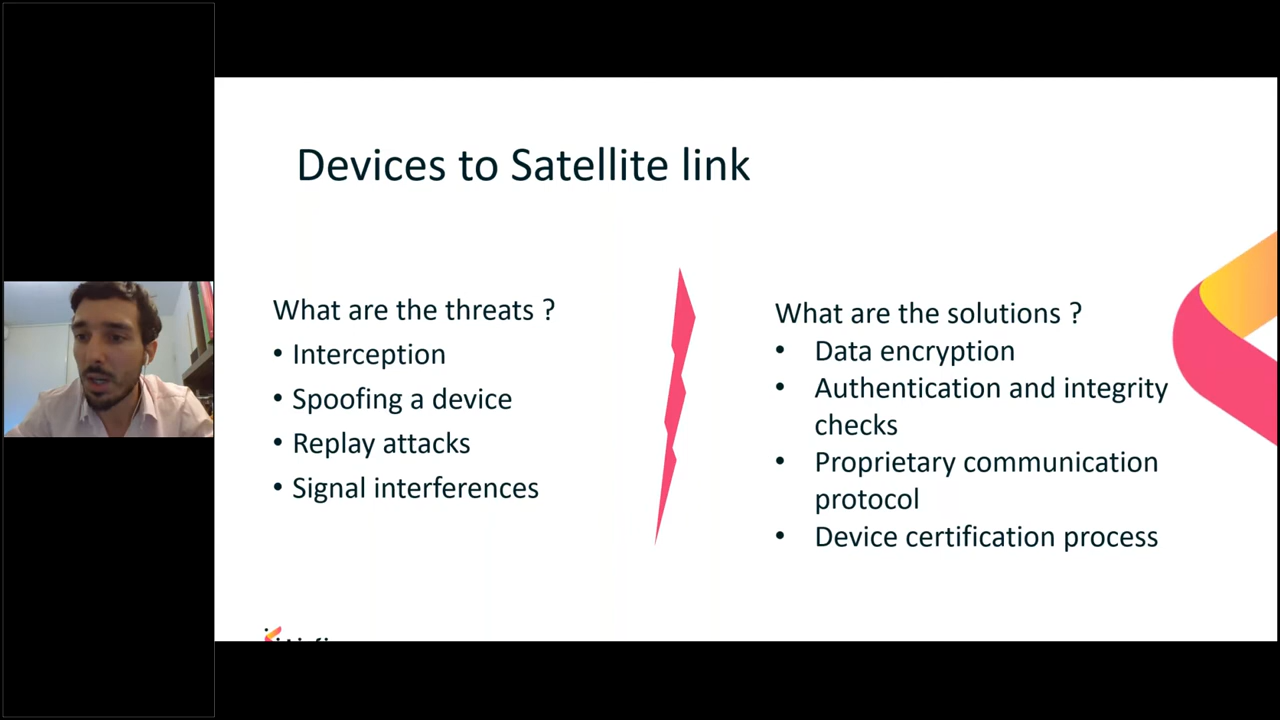 Devices to Satellite link
What are the threats ?
• Interception
• Spoofing a device
• Replay attacks
• Signal interferences
What are the solutions ?
• Data encryption
• Authentication and integrity
checks
• Proprietary communication
protocol
• Device certification process